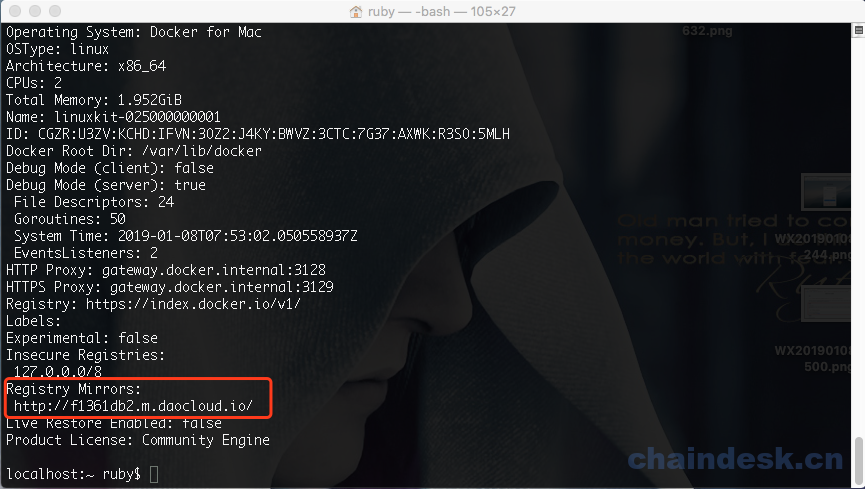 ruby — -bash — 105×27
Operating System: Docker for Mac
OSType: linux
Architecture: x86_64
CPUs: 2
Total Memory: 1.952GiB
Name: linuxkit-025000000001
ID: CGZR:U3ZV:KCHD:IFVN:3OZ2:J4KY:BWVZ:3CTC:7G37:AXWK:R3SO:5MLH
Docker Root Dir: /var/lib/docker
Debug Mode (client): false
Debug Mode (server): true
 File Descriptors: 24
 Goroutines: 50
 System Time: 2019-01-08T07:53:02.050558937Z
 EventsListeners: 2
HTTP Proxy: gateway.docker.internal:3128
HTTPS Proxy: gateway.docker.internal:3129
Registry: https://index.docker.io/v1/
Labels:
Experimental: false
Insecure Registries:
 127.0.0.0/8
Registry Mirrors:
 http://f1361db2.m.daocloud.io/
Live Restore Enabled: false
Product License: Community Engine
localhost:~ ruby$
632.png
Old man tried to
money. But, I
the world with
WX2019010
244.png
WX2019010
500.png
chaindesk.cn